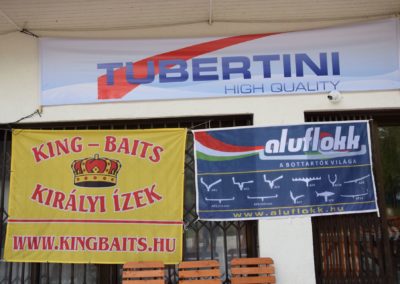 TUBERTINI
HIGH QUALITY
KING – BAITS
KIRÁLYI ÍZEK
WWW.KINGBAITS.HU
aluflokk
A BOTTARTÓK VILÁGA
www.aluflokk.hu